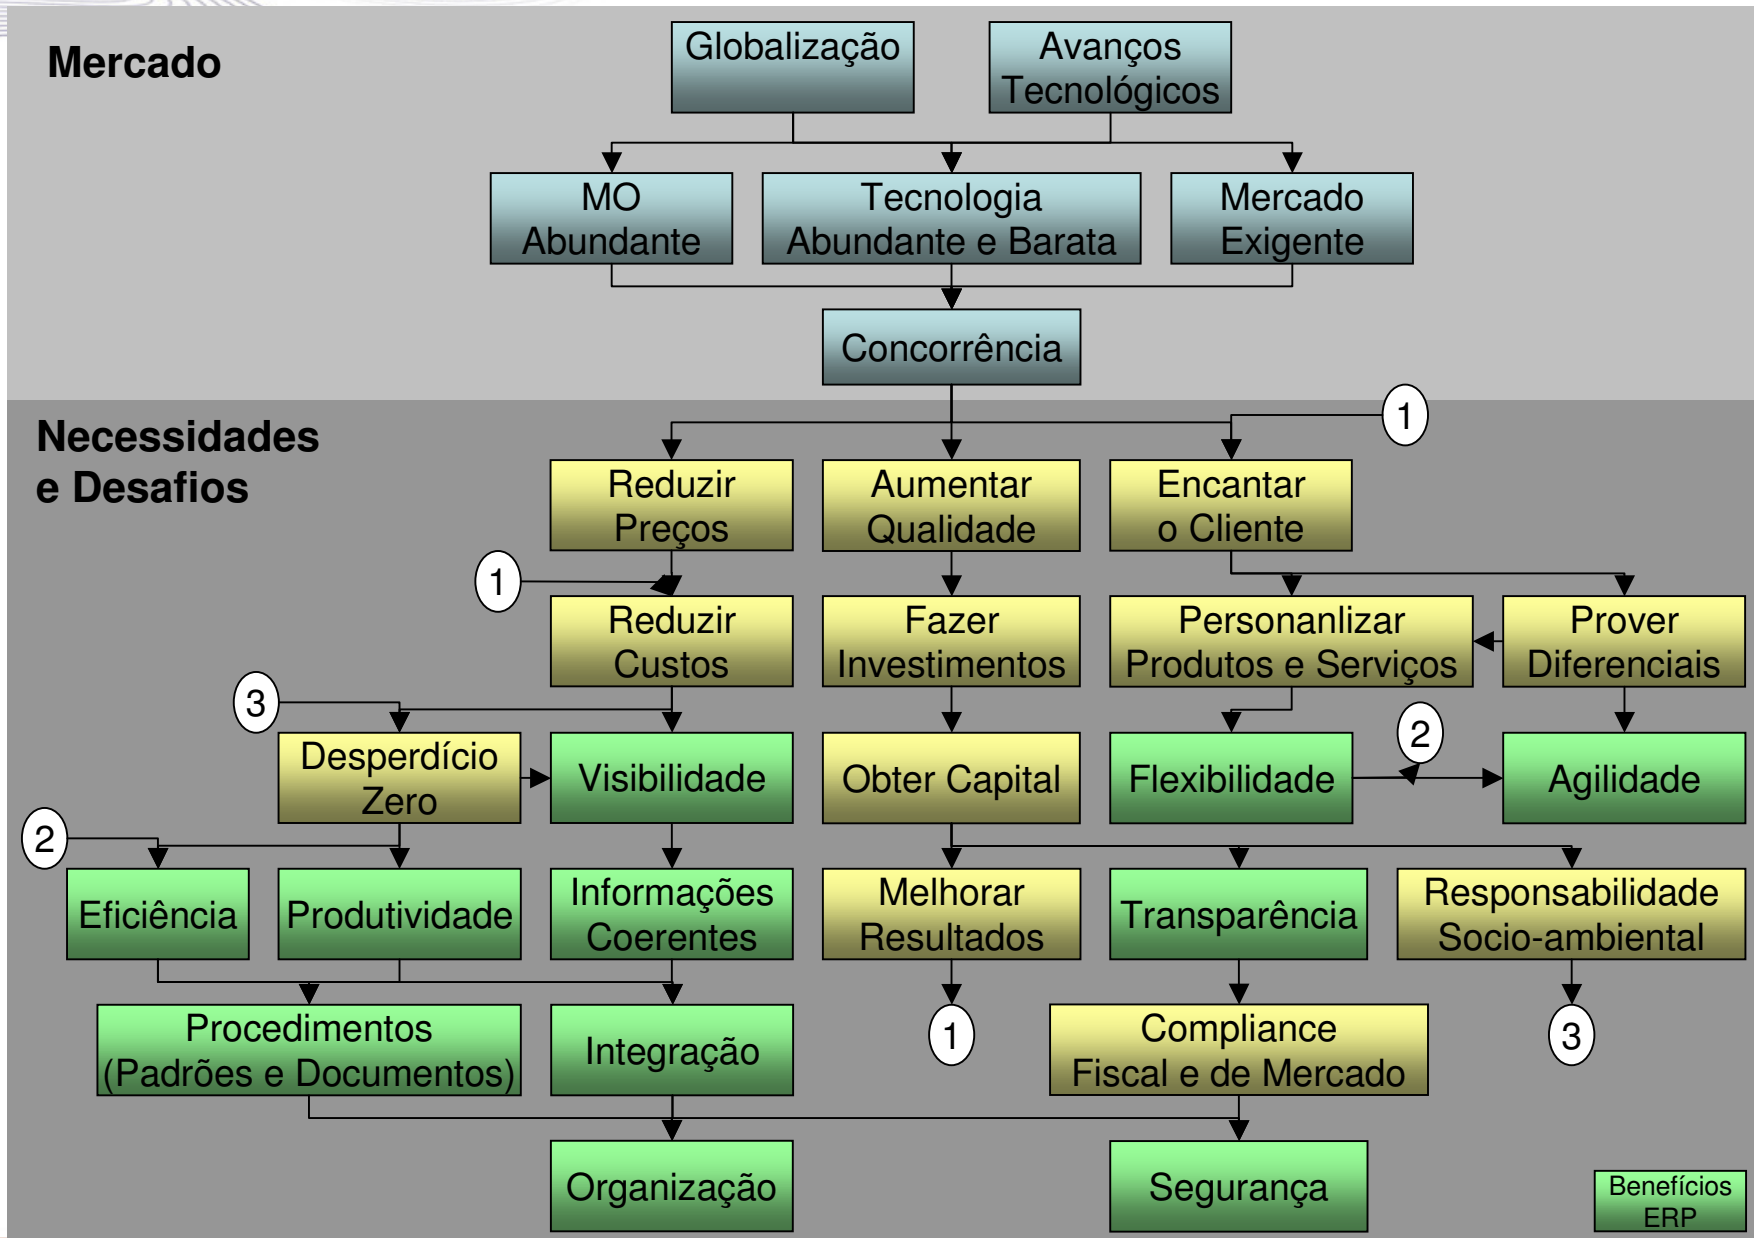 Mercado
Globalização
Avanços
Tecnológicos
MO
Abundante
Tecnologia
Abundante e Barata
Mercado
Exigente
Concorrência
Necessidades
e Desafios
1
Reduzir
Preços
Aumentar
Qualidade
Encantar
o Cliente
1
Reduzir
Custos
Fazer
Investimentos
Personanlizar
Produtos e Serviços
Prover
Diferenciais
3
Desperdício
Zero
Visibilidade
Obter Capital
Flexibilidade
2
Agilidade
2
Eficiência
Produtividade
Informações
Coerentes
Melhorar
Resultados
Transparência
Responsabilidade
Socio-ambiental
Procedimentos
(Padrões e Documentos)
Integração
1
Compliance
Fiscal e de Mercado
3
Organização
Segurança
Benefícios
ERP